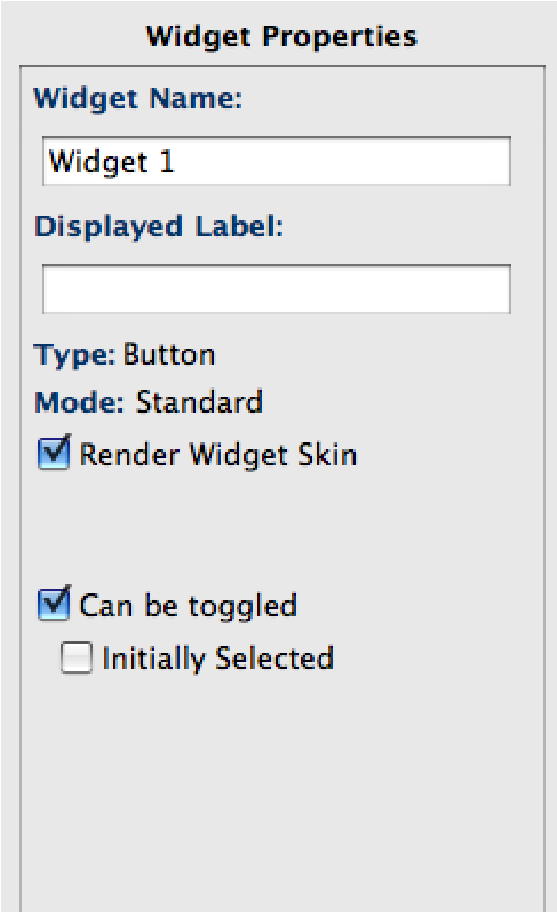 Widget Properties
Widget Name:
Widget 1
Displayed Label:
Type: Button
Mode: Standard
Render Widget Skin
Can be toggled
Initially Selected